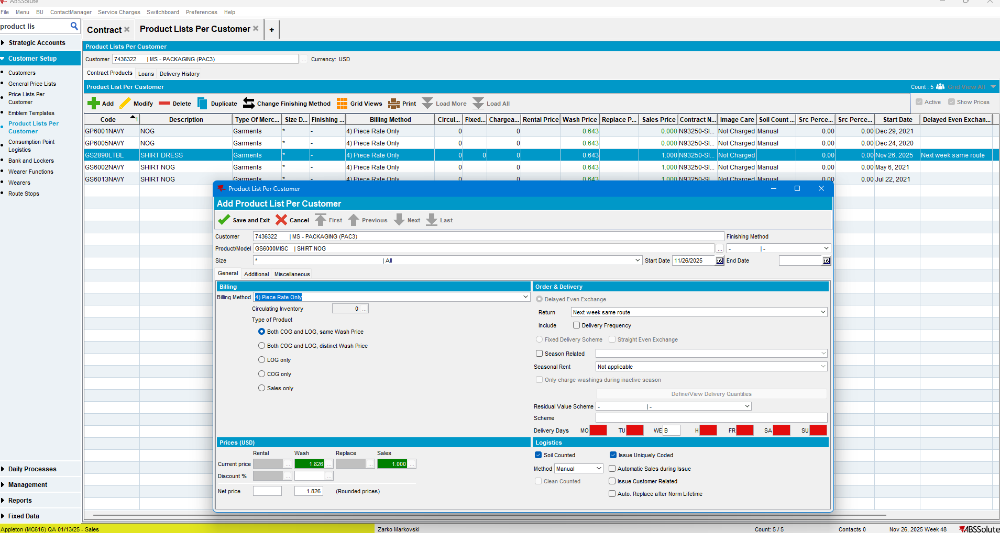 ABSSolute
File Menu BU ContactManager Service Charges Switchboard Preferences Help
product lis
Contract
Product Lists Per Customer
+
Strategic Accounts
Customer Setup
Customers
General Price Lists
Price Lists Per
Customer
Emblem Templates
Product Lists Per
Customer
Consumption Point
Logistics
Bank and Lockers
Wearer Functions
Wearers
Route Stops
Daily Processes
Management
Reports
Fixed Data
Product Lists Per Customer
Customer 7436322 | MS - PACKAGING (PAC3) ... Currency: USD
Contract Products Loans Delivery History
Product List Per Customer Count : 5 Grid View All
Add Modify Delete Duplicate Change Finishing Method Grid Views Print Load More Load All Active Show Prices
Code 1 Description Type Of Merc... Size D... Finishing ... Billing Method Circul... Fixed... Chargea... Rental Price Wash Price Replace P... Sales Price Contract N... Image Care Soil Count ... Src Perce... Src Perce... Start Date Delayed Even Exchan...
GP6001NAVY NOG Garments * - 4) Piece Rate Only 0 0 0.643 0.000 N93250-SI... Not Charged Manual 0.00 0.00 Dec 29, 2021
GP6005NAVY NOG Garments * - 4) Piece Rate Only 0 0 0.643 0.000 N93250-SI... Not Charged Manual 0.00 0.00 Dec 24, 2020
GS2890LTBL SHIRT DRESS Garments * - 4) Piece Rate Only 0 0 0 0.643 1.000 N93250-SI... Not Charged 0.00 0.00 Nov 26, 2025 Next week same route
GS6002NAVY SHIRT NOG Garments * - 4) Piece Rate Only 0 0 0.643 1.000 N93250-SI... Not Charged Manual 0.00 0.00 May 6, 2021
GS6013NAVY SHIRT NOG Garments * - 4) Piece Rate Only 0 0 0.643 1.000 N93250-SI... Not Charged Manual 0.00 0.00 Jul 22, 2021
Product List Per Customer
Add Product List Per Customer
Save and Exit Cancel First Previous Next Last
Customer 7436322 | MS - PACKAGING (PAC3) Finishing Method
Product/Model GS6000MISC | SHIRT NOG ... - | -
Size * | All Start Date 11/26/2025 16 End Date 16
General Additional Miscellaneous
Billing
Billing Method 4) Piece Rate Only
Circulating Inventory 0 ...
Type of Product
Both COG and LOG, same Wash Price
Both COG and LOG, distinct Wash Price
LOG only
COG only
Sales only
Order & Delivery
Delayed Even Exchange
Return Next week same route
Include Delivery Frequency
Fixed Delivery Scheme Straight Even Exchange
Season Related
Seasonal Rent Not applicable
Only charge washings during inactive season
Define/View Delivery Quantities
Residual Value Scheme - | -
Scheme
Delivery Days MO TU WE B H FR SA SU
Prices (USD)
Rental Wash Replace Sales
Current price ... 1.826 ... ... 1.000 ...
Discount % ... ...
Net price 1.826 (Rounded prices)
Logistics
Soil Counted Issue Uniquely Coded
Method Manual Automatic Sales during Issue
Clean Counted Issue Customer Related
Auto. Replace after Norm Lifetime
Appleton (MC616) QA 01/13/25 - Sales Zarko Markovski Count: 5 / 5 Contacts 0 Nov 26, 2025 Week 48 ABSSolute